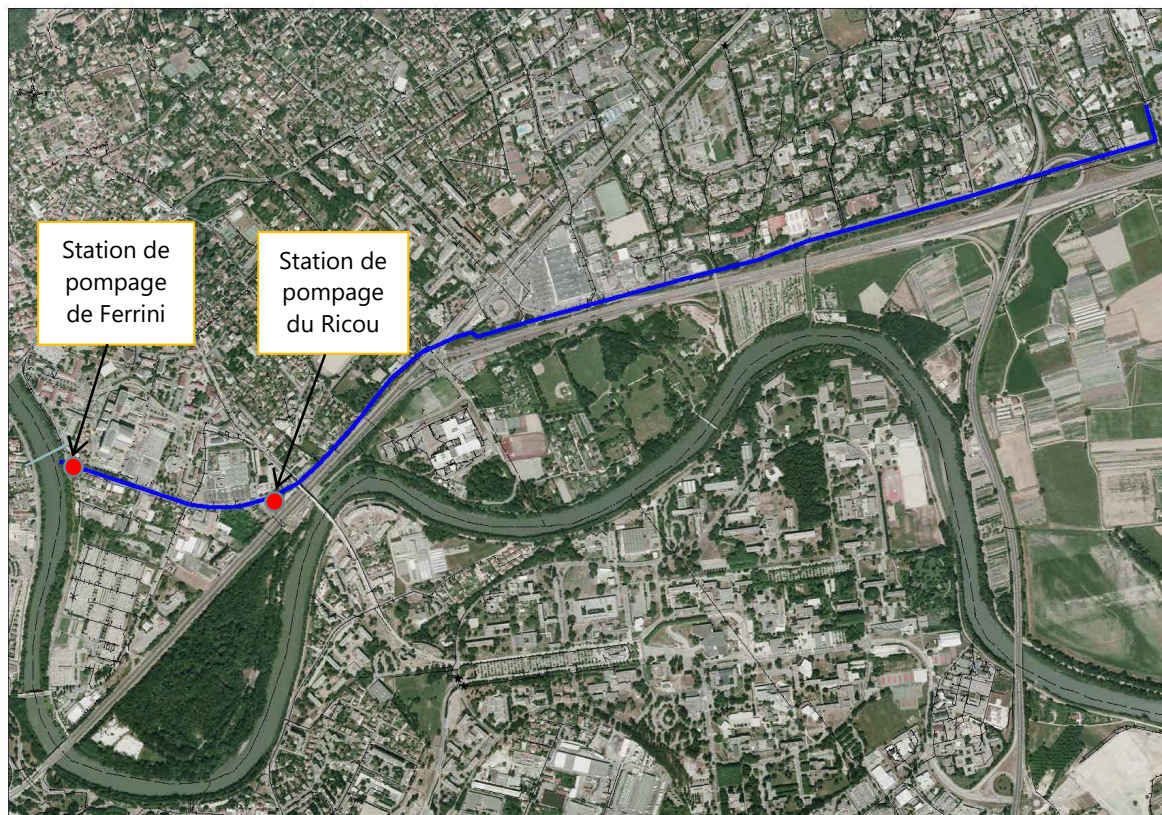 Station de
pompage
de Ferrini
Station de
pompage
du Ricou